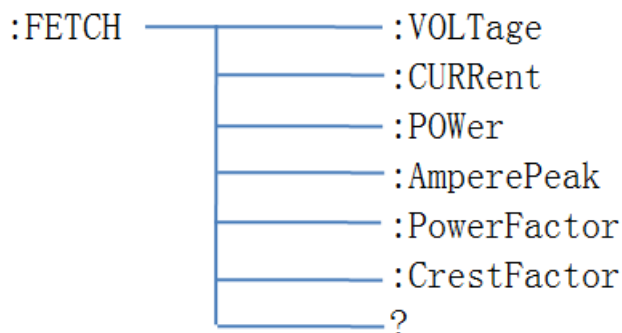 :FETCH :VOLTage
:CURRent
:POWer
:AmperePeak
:PowerFactor
:CrestFactor
?